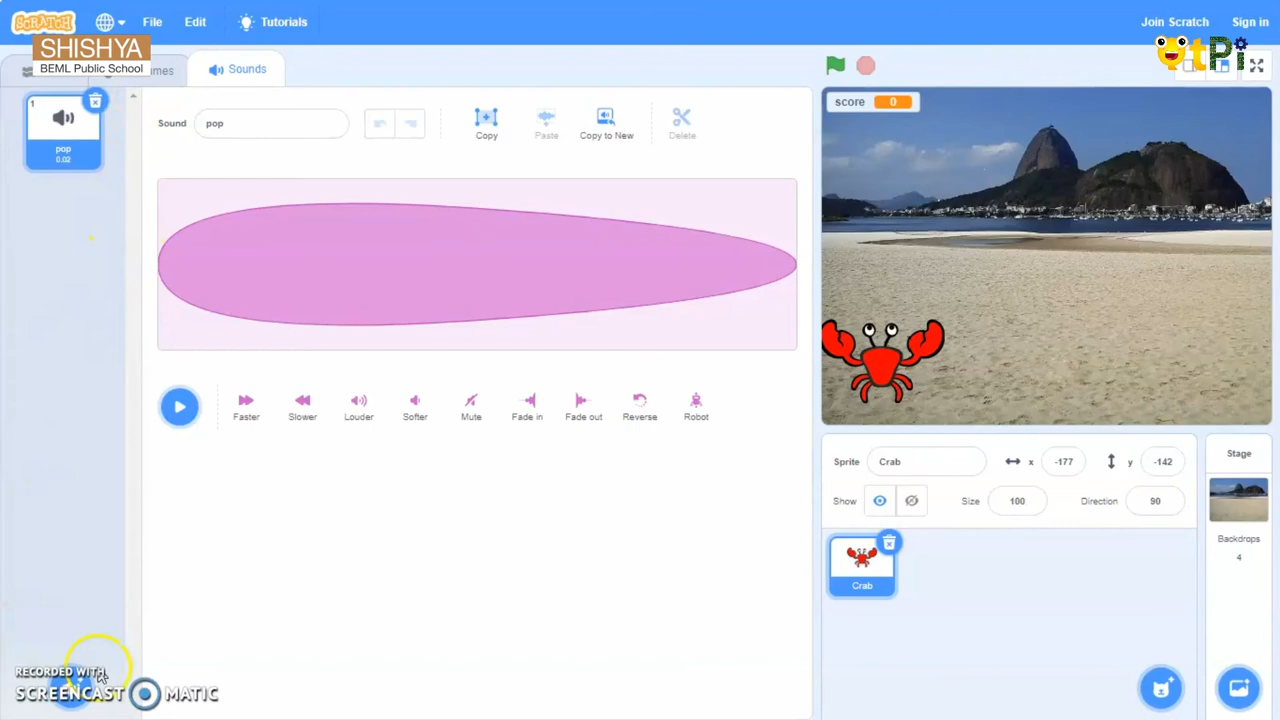 SCRATCH File Edit Tutorials Join Scratch Sign in
SHISHYA
BEML Public School
Sounds
tPi
1
pop
0.02
Sound pop Copy Paste Copy to New Delete
Faster Slower Louder Softer Mute Fade in Fade out Reverse Robot
score 0
Sprite Crab x -177 y -142
Show Size 100 Direction 90
Crab
Stage
Backdrops
4
RECORDED WITH
SCREENCAST MATIC